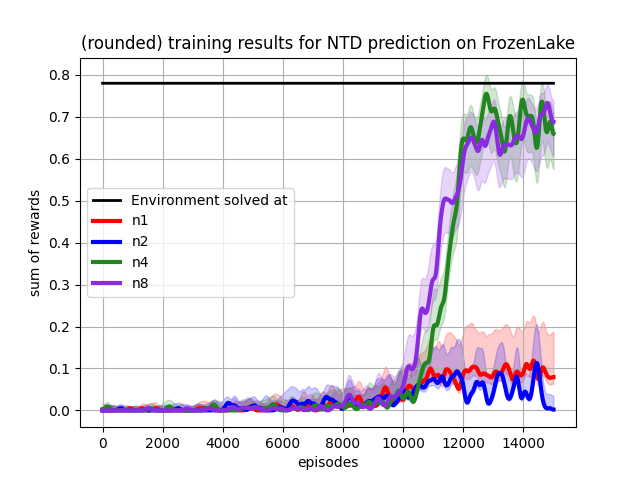 (rounded) training results for NTD prediction on FrozenLake
0.8
0.7
0.6
0.5
0.4
0.3
0.2
0.1
0.0
sum of rewards
Environment solved at
n1
n2
n4
n8
0 2000 4000 6000 8000 10000 12000 14000
episodes